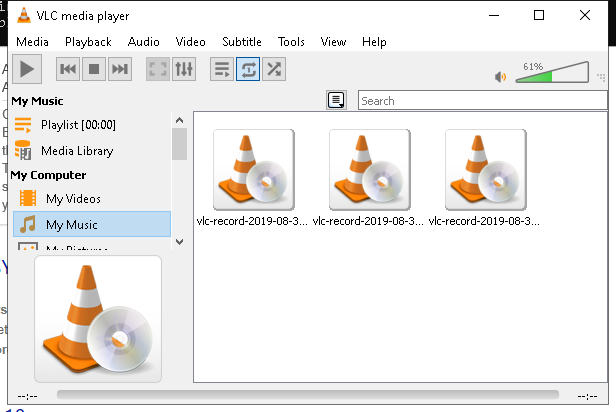 VLC media player
Media Playback Audio Video Subtitle Tools View Help
61%
My Music
Playlist [00:00]
Search
Media Library
My Computer
My Videos
My Music
vlc-record-2019-08-3... vlc-record-2019-08-3... vlc-record-2019-08-3...
My Pictures
--:-- --:--